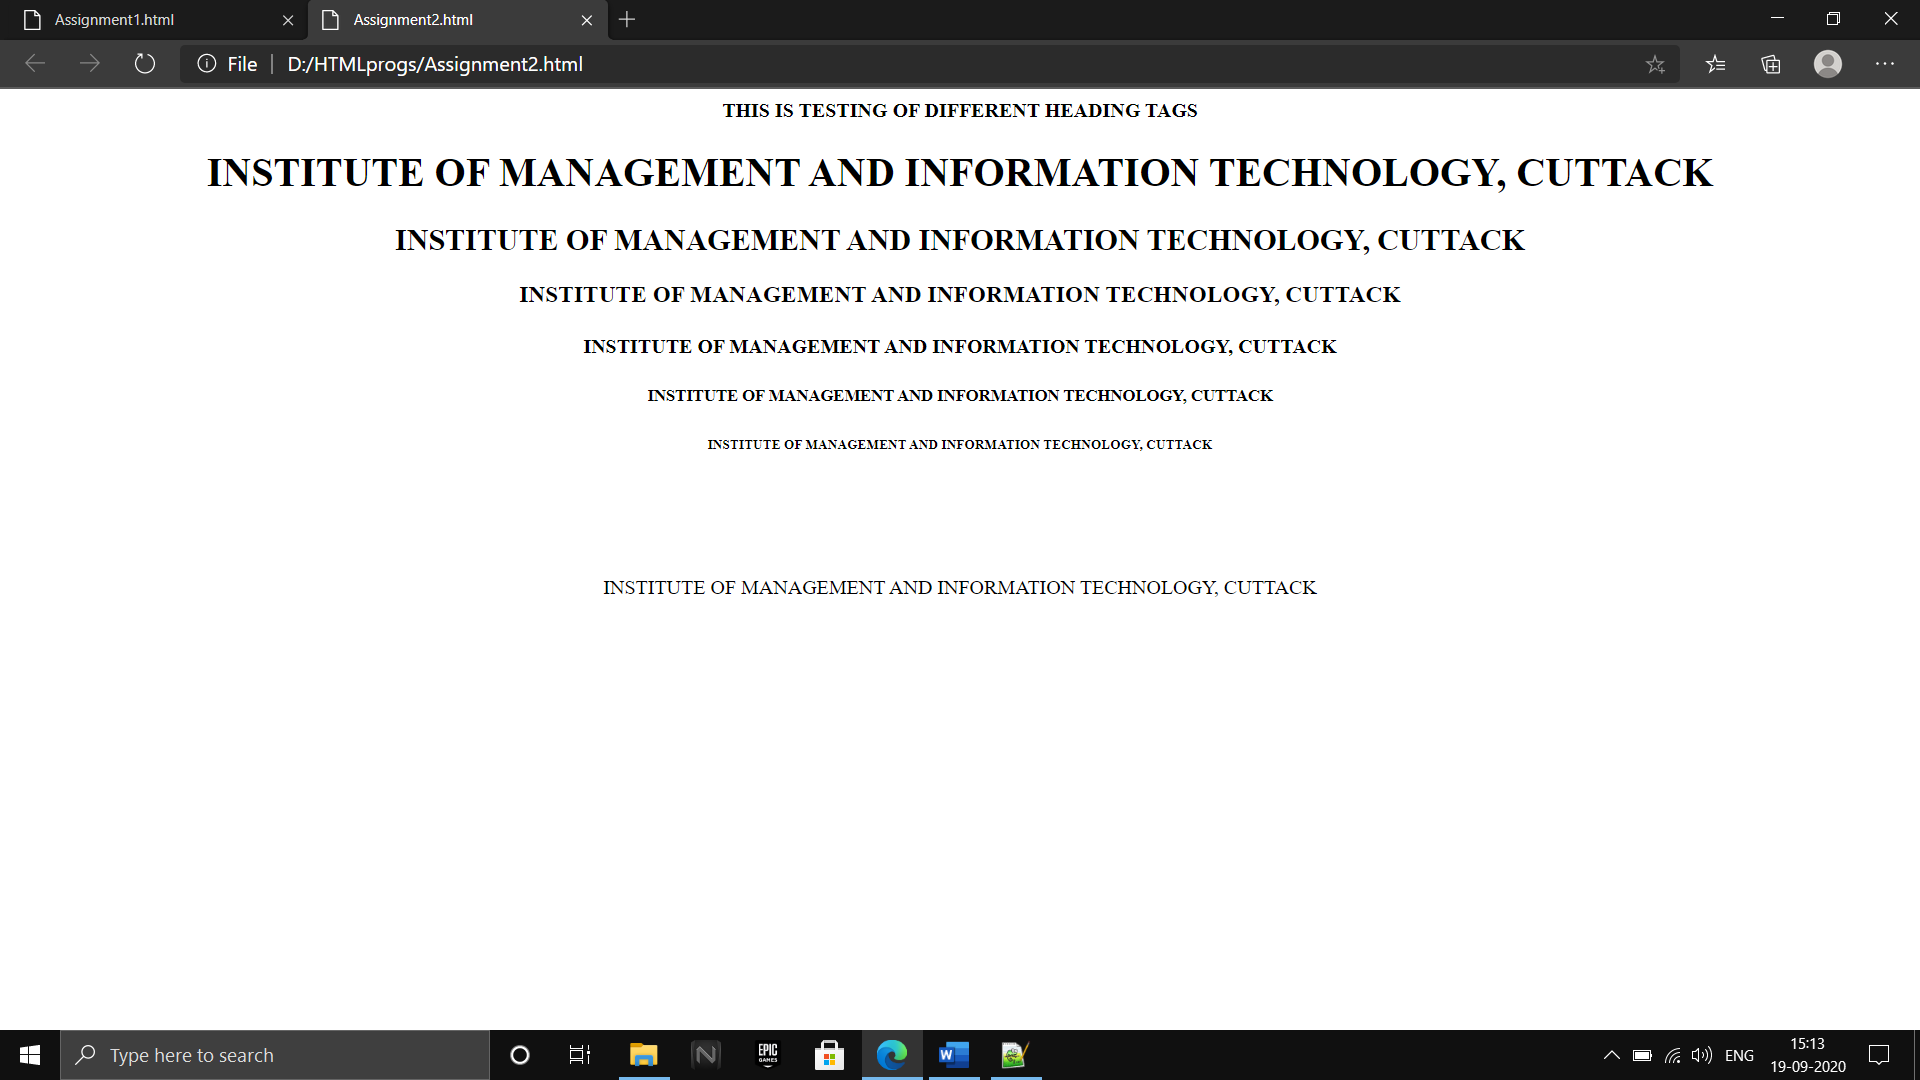 Assignment1.html
Assignment2.html
File
D:/HTMLprogs/Assignment2.html
THIS IS TESTING OF DIFFERENT HEADING TAGS
INSTITUTE OF MANAGEMENT AND INFORMATION TECHNOLOGY, CUTTACK
INSTITUTE OF MANAGEMENT AND INFORMATION TECHNOLOGY, CUTTACK
INSTITUTE OF MANAGEMENT AND INFORMATION TECHNOLOGY, CUTTACK
INSTITUTE OF MANAGEMENT AND INFORMATION TECHNOLOGY, CUTTACK
INSTITUTE OF MANAGEMENT AND INFORMATION TECHNOLOGY, CUTTACK
INSTITUTE OF MANAGEMENT AND INFORMATION TECHNOLOGY, CUTTACK
INSTITUTE OF MANAGEMENT AND INFORMATION TECHNOLOGY, CUTTACK
Type here to search
N
EPIC
GAMES
W
ENG
15:13
19-09-2020